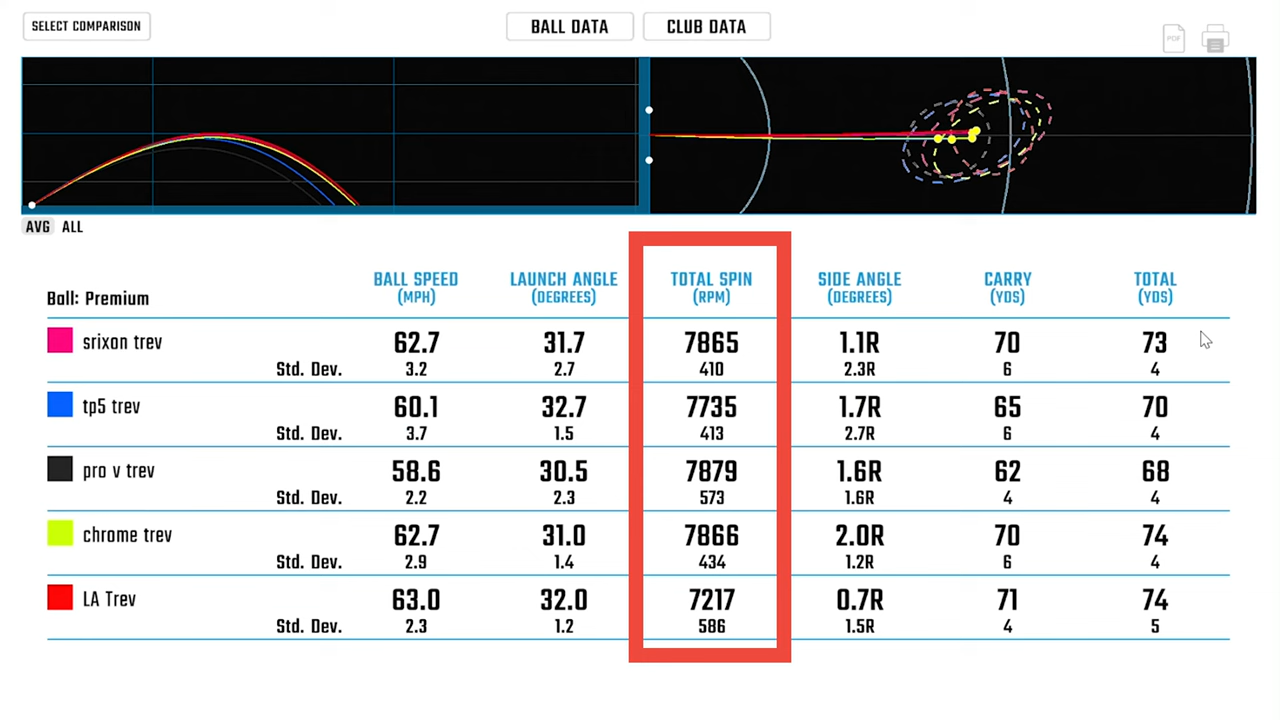 SELECT COMPARISON
BALL DATA
CLUB DATA
PDF
AVG ALL
Ball: Premium
BALL SPEED (MPH)
LAUNCH ANGLE (DEGREES)
TOTAL SPIN (RPM)
SIDE ANGLE (DEGREES)
CARRY (YDS)
TOTAL (YDS)
srixon trev 62.7 31.7 7865 1.1R 70 73
Std. Dev. 3.2 2.7 410 2.3R 6 4
tp5 trev 60.1 32.7 7735 1.7R 65 70
Std. Dev. 3.7 1.5 413 2.7R 6 4
pro v trev 58.6 30.5 7879 1.6R 62 68
Std. Dev. 2.2 2.3 573 1.6R 4 4
chrome trev 62.7 31.0 7866 2.0R 70 74
Std. Dev. 2.9 1.4 434 1.2R 6 4
LA Trev 63.0 32.0 7217 0.7R 71 74
Std. Dev. 2.3 1.2 586 1.5R 4 5